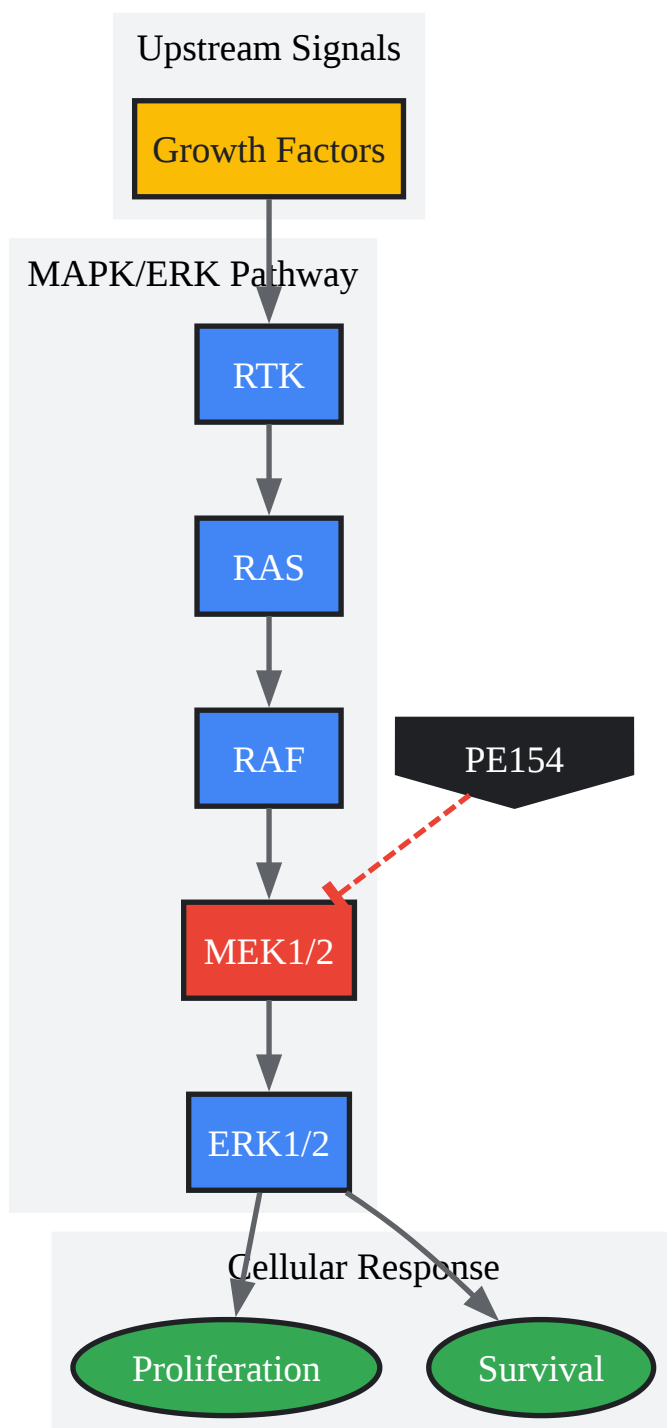 Upstream Signals
Growth Factors
MAPK/ERK Pathway
RTK
RAS
RAF
PE154
MEK1/2
ERK1/2
Cellular Response
Proliferation
Survival